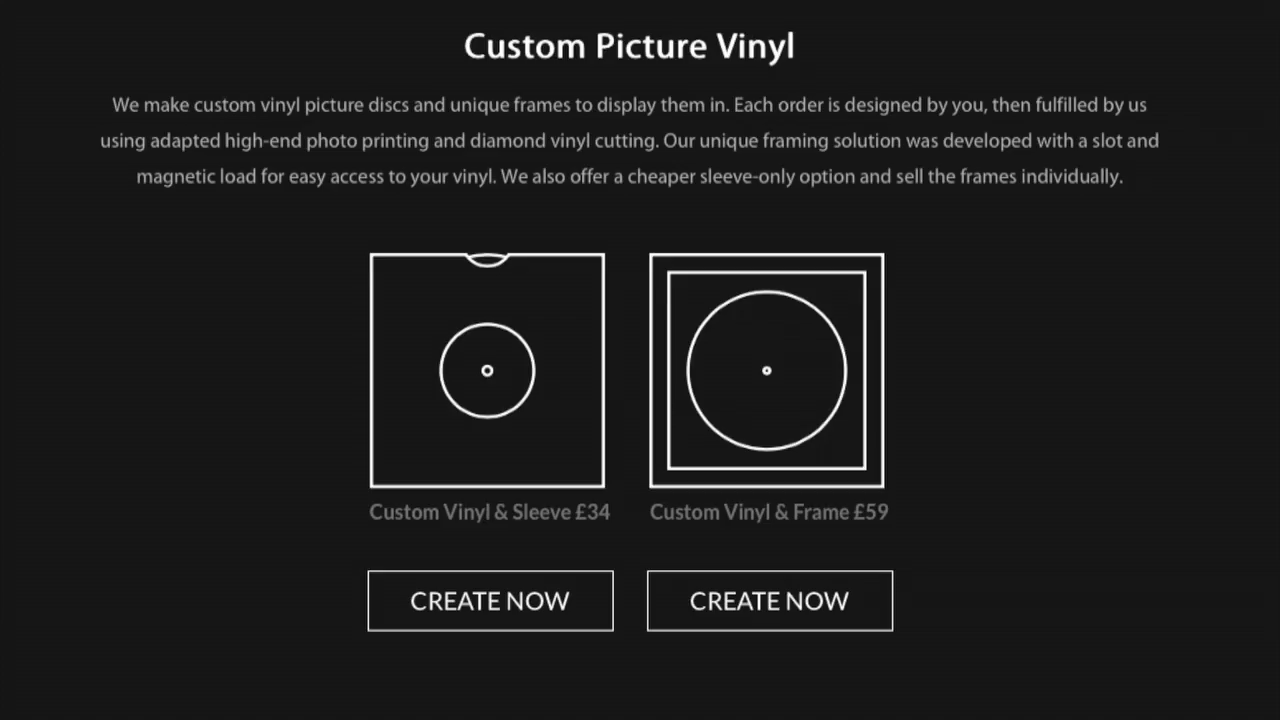 Custom Picture Vinyl
We make custom vinyl picture discs and unique frames to display them in. Each order is designed by you, then fulfilled by us
using adapted high-end photo printing and diamond vinyl cutting. Our unique framing solution was developed with a slot and
magnetic load for easy access to your vinyl. We also offer a cheaper sleeve-only option and sell the frames individually.
Custom Vinyl & Sleeve £34
Custom Vinyl & Frame £59
CREATE NOW
CREATE NOW